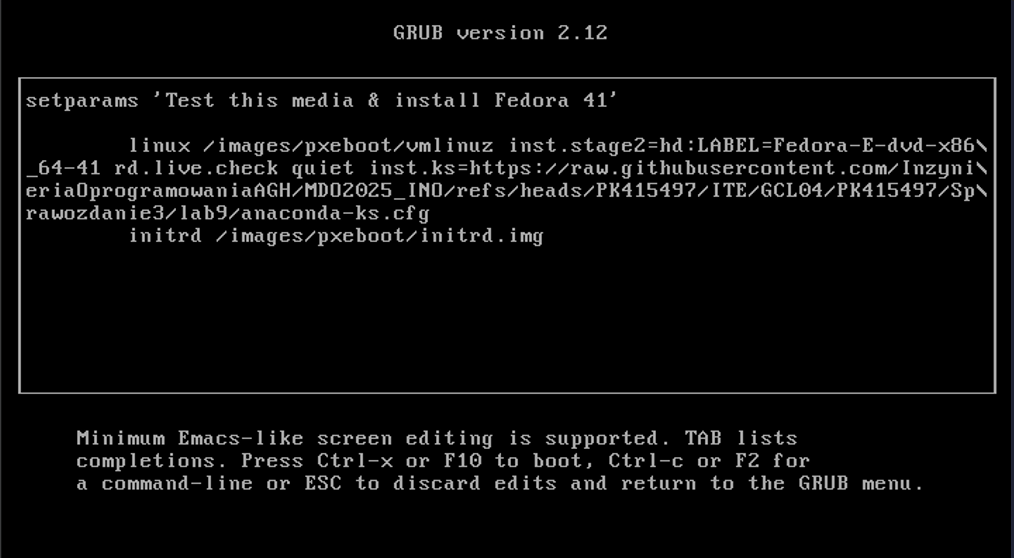 GRUB version 2.12
setparams 'Test this media & install Fedora 41'
linux /images/pxeboot/vmlinuz inst.stage2=hd:LABEL=Fedora-E-dvd-x86\
_64-41 rd.live.check quiet inst.ks=https://raw.githubusercontent.com/Inzyni\
eriaOprogramowaniaAGH/MDO2025_INO/refs/heads/PK415497/ITE/GCL04/PK415497/Sp\
rawozdanie3/lab9/anaconda-ks.cfg
initrd /images/pxeboot/initrd.img
Minimum Emacs-like screen editing is supported. TAB lists
completions. Press Ctrl-x or F10 to boot, Ctrl-c or F2 for
a command-line or ESC to discard edits and return to the GRUB menu.